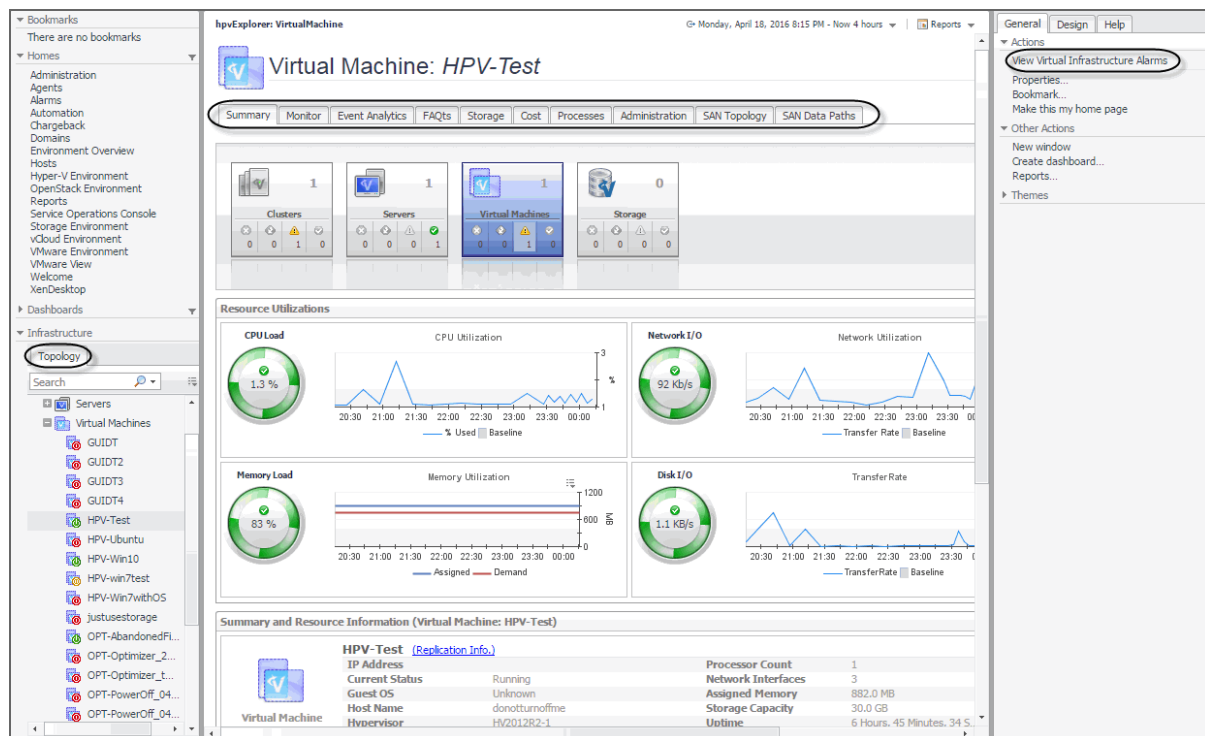 Bookmarks
There are no bookmarks
Homes
Administration
Agents
Alarms
Automation
Chargeback
Domains
Environment Overview
Hosts
Hyper-V Environment
OpenStack Environment
Reports
Service Operations Console
Storage Environment
vCloud Environment
VMware Environment
VMware View
Welcome
XenDesktop
Dashboards
Infrastructure
Topology
Search
Servers
Virtual Machines
GUIDT
GUIDT2
GUIDT3
GUIDT4
HPV-Test
HPV-Ubuntu
HPV-Win10
HPV-win7test
HPV-Win7withOS
justusestorage
OPT-AbandonedFi...
OPT-Optimizer_2...
OPT-Optimizer_t...
OPT-PowerOff_04...
OPT-PowerOff_04...
hpvExplorer: VirtualMachine
Monday, April 18, 2016 8:15 PM - Now 4 hours
Reports
Virtual Machine: HPV-Test
Summary Monitor Event Analytics FAQts Storage Cost Processes Administration SAN Topology SAN Data Paths
1 1 1 0
Clusters Servers Virtual Machines Storage
0 0 1 0 0 0 0 1 0 0 1 0 0 0 0 0
Resource Utilizations
CPU Load
1.3 %
CPU Utilization
3
%
1
20:30 21:00 21:30 22:00 22:30 23:00 23:30 00:00
% Used Baseline
Network I/O
92 Kb/s
Network Utilization
20:30 21:00 21:30 22:00 22:30 23:00 23:30 00
Transfer Rate Baseline
Memory Load
83 %
Memory Utilization
1200
600
MB
0
20:30 21:00 21:30 22:00 22:30 23:00 23:30 00:00
Assigned Demand
Disk I/O
1.1 KB/s
Transfer Rate
20:30 21:00 21:30 22:00 22:30 23:00 23:30
TransferRate Baseline
Summary and Resource Information (Virtual Machine: HPV-Test)
Virtual Machine
HPV-Test (Replication Info.)
IP Address Processor Count 1
Current Status Running Network Interfaces 3
Guest OS Unknown Assigned Memory 882.0 MB
Host Name donotturnoffme Storage Capacity 30.0 GB
Hypervisor HV2012R2-1 Uptime 6 Hours, 45 Minutes, 34 S
General Design Help
Actions
View Virtual Infrastructure Alarms
Properties...
Bookmark...
Make this my home page
Other Actions
New window
Create dashboard...
Reports...
Themes